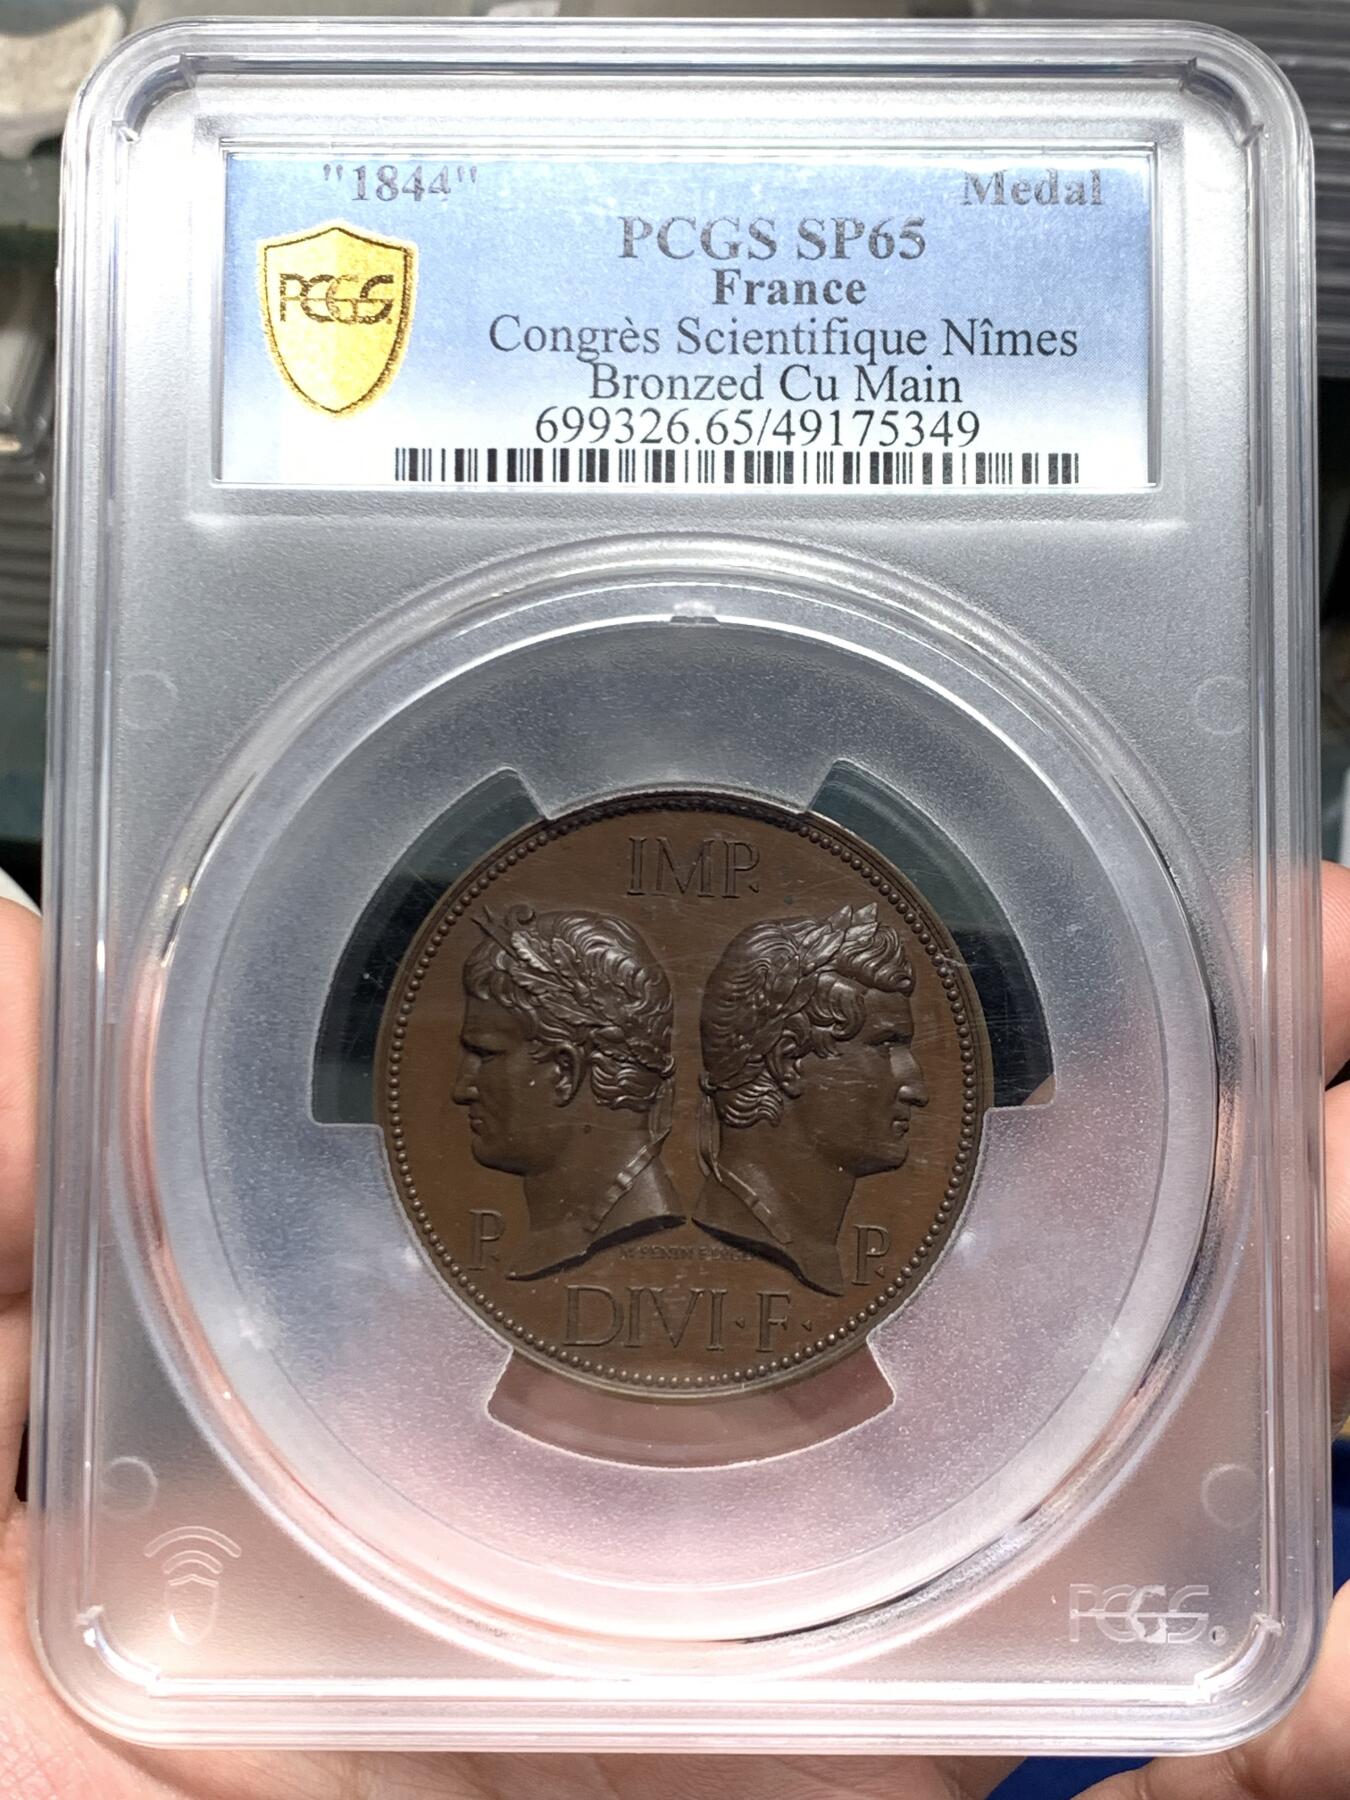 "1844" Medal
PCGS SP65
PCGS
France
Congrès Scientifique Nîmes
Bronzed Cu Main
699326.65/49175349
IMP.
P. P.
DIVI · F ·
PCGS